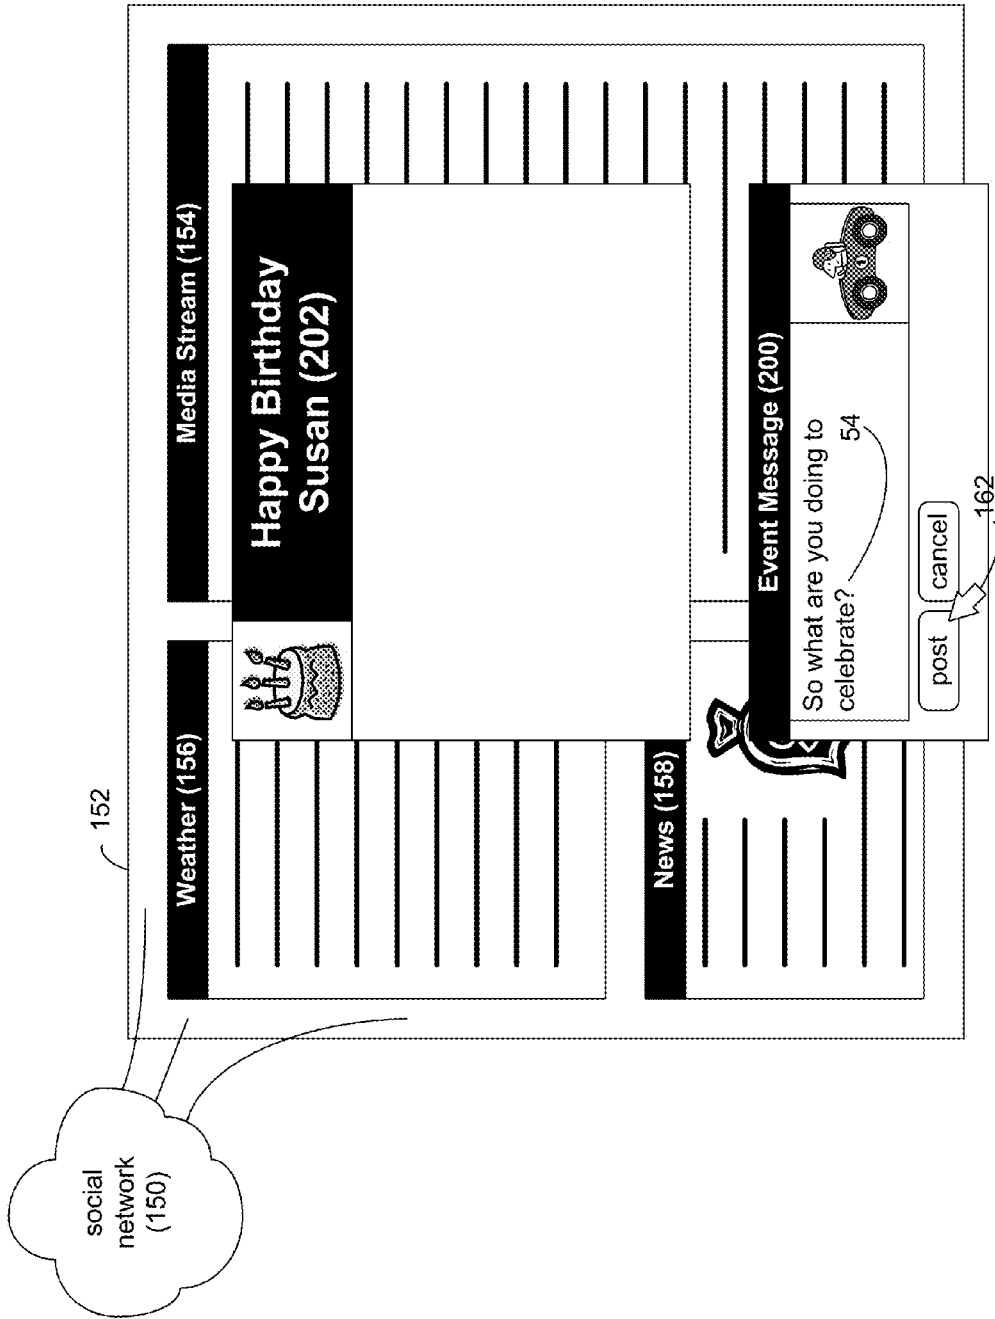 social
network
(150)
152
Weather (156)
Media Stream (154)
Happy Birthday
Susan (202)
News (158)
Event Message (200)
So what are you doing to
celebrate?
54
1
post
cancel
162